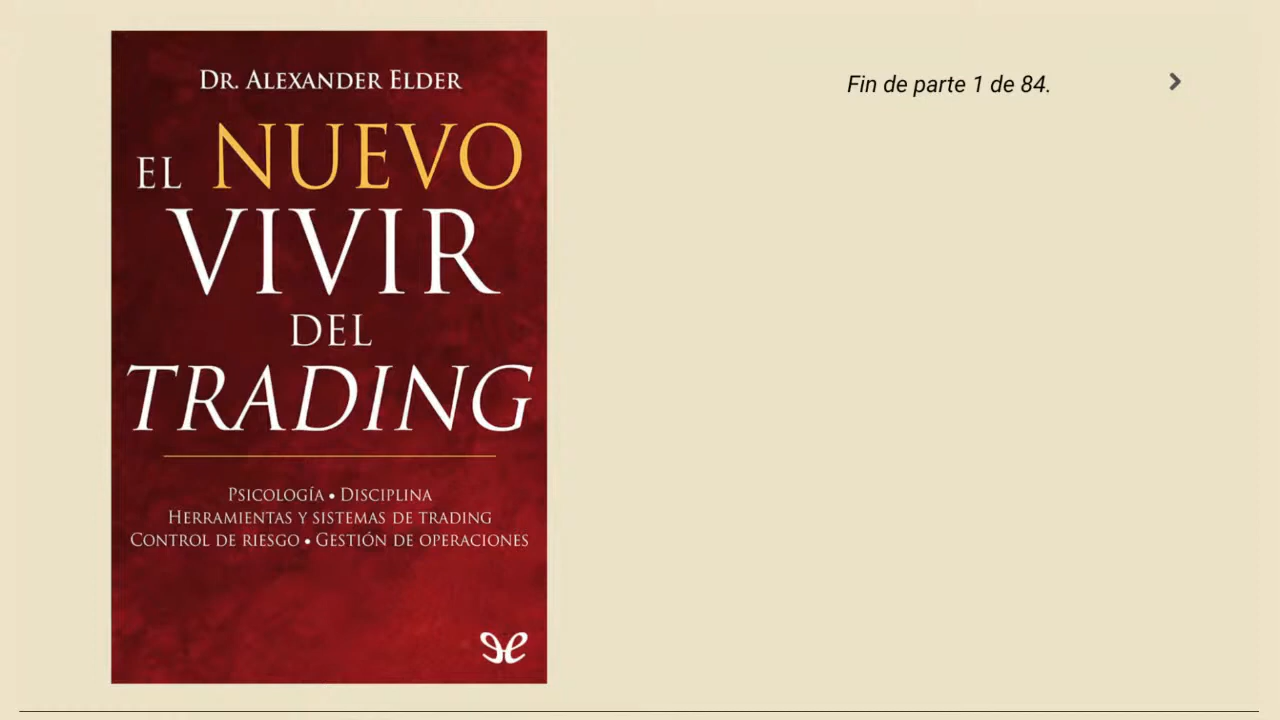 DR. ALEXANDER ELDER
EL NUEVO
VIVIR
DEL
TRADING
PSICOLOGÍA • DISCIPLINA
HERRAMIENTAS Y SISTEMAS DE TRADING
CONTROL DE RIESGO • GESTIÓN DE OPERACIONES
Fin de parte 1 de 84.